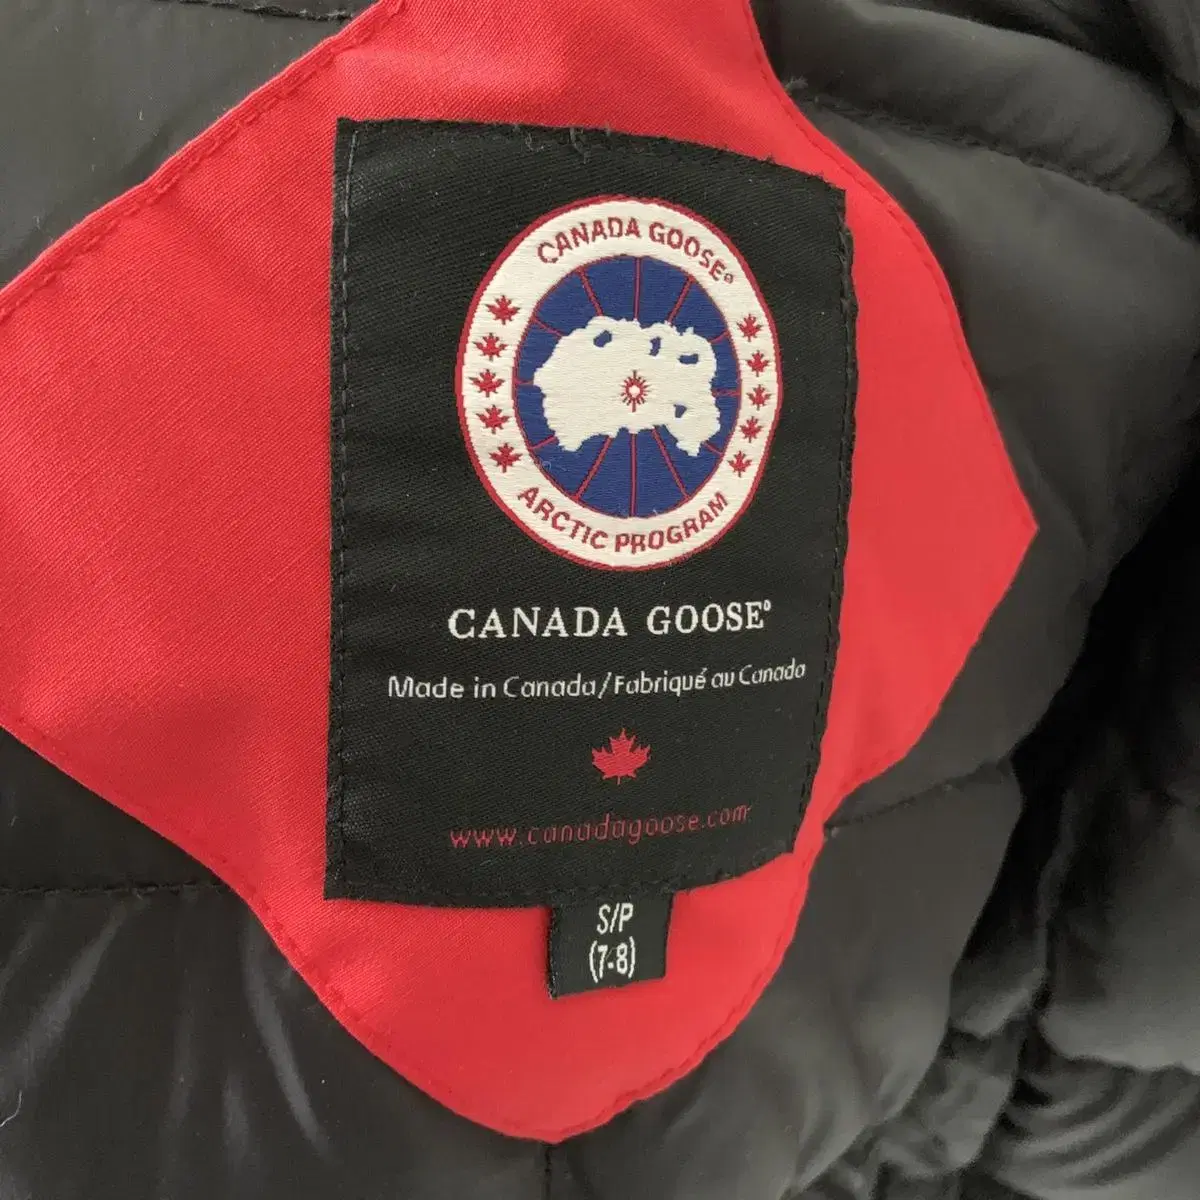 CANADA GOOSE®
ARCTIC PROGRAM
CANADA GOOSE®
Made in Canada/Fabriqué au Canada
www.canadagoose.com
S/P
(7-8)